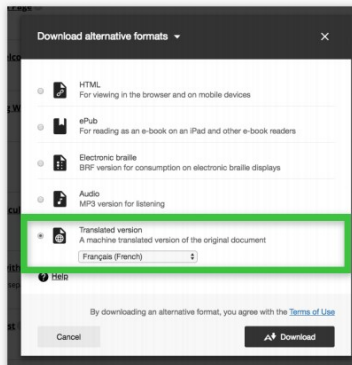 Download alternative formats
HTML
For viewing in the browser and on mobile devices
ePub
For reading as an e-book on an iPad and other e-book readers
Electronic braille
BRF version for consumption on electronic braille displays
Audio
MP3 version for listening
Translated version
A machine translated version of the original document
Français (French)
Help
By downloading an alternative format, you agree with the Terms of Use
Cancel
Download